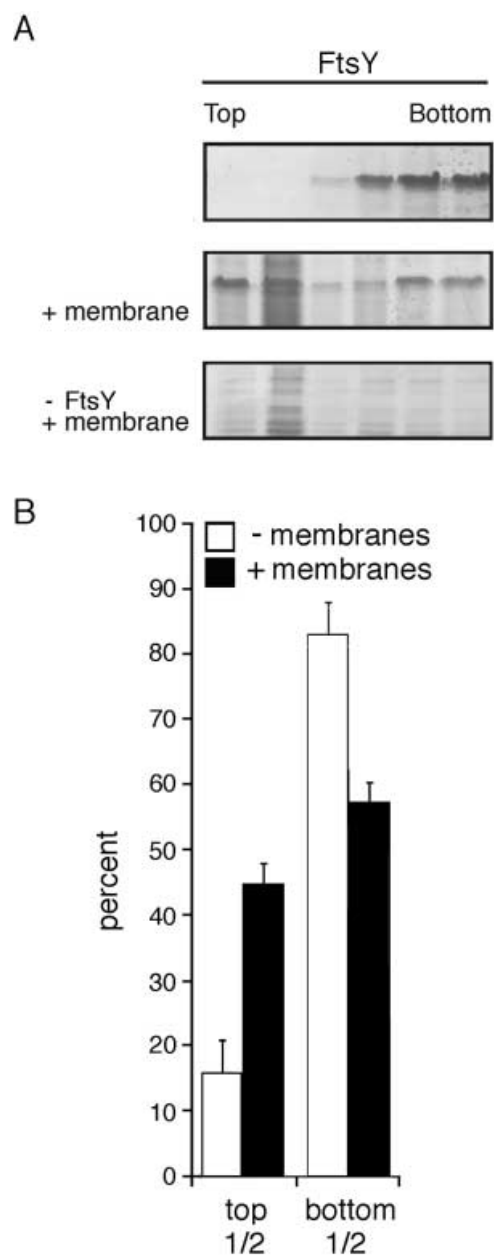 A
FtsY
Top Bottom
+ membrane
- FtsY
+ membrane
B
100
90
80
70
60
50
40
30
20
10
0
percent
- membranes
+ membranes
top
1/2
bottom
1/2